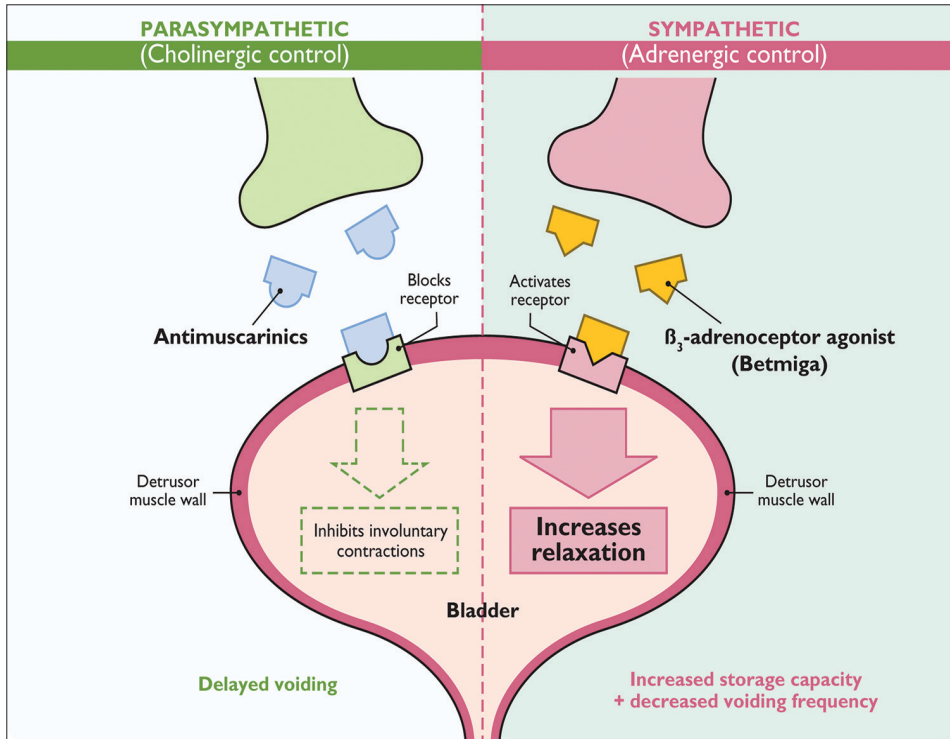 PARASYMPATHETIC
(Cholinergic control)
SYMPATHETIC
(Adrenergic control)
Blocks
receptor
Activates
receptor
Antimuscarinics
ß₃-adrenoceptor agonist
(Betmiga)
Detrusor
muscle wall
Detrusor
muscle wall
Inhibits involuntary
contractions
Increases
relaxation
Bladder
Delayed voiding
Increased storage capacity
+ decreased voiding frequency